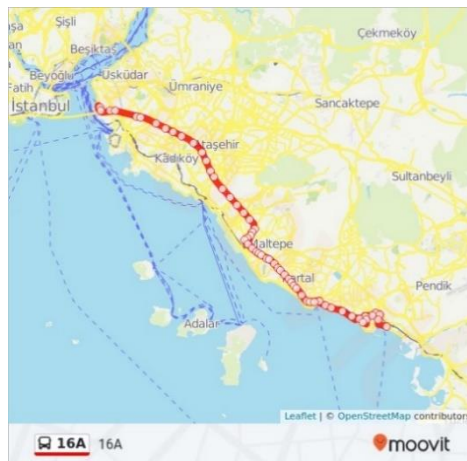 Şişli
Çekmeköy
Beşiktaş
Fatih
Beyoğlu
Üsküdar
Ümraniye
İstanbul
Sancaktepe
taşehir
Kadıköy
Sultanbeyli
Maltepe
artal
Pendik
Adalar
Leaflet | © OpenStreetMap contributors
16A 16A
moovit